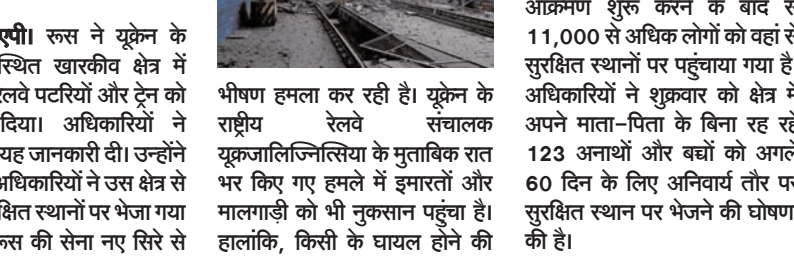 एपी। रूस ने यूक्रेन के
स्थित खारकीव क्षेत्र में
रेलवे पटरियों और ट्रेन को
दिया। अधिकारियों ने
यह जानकारी दी। उन्होंने
अधिकारियों ने उस क्षेत्र से
क्षित स्थानों पर भेजा गया
रूस की सेना नए सिरे से
भीषण हमला कर रही है। यूक्रेन के
राष्ट्रीय रेलवे संचालक
यूक्रजालिज्नित्सिया के मुताबिक रात
भर किए गए हमले में इमारतों और
मालगाड़ी को भी नुकसान पहुंचा है।
हालांकि, किसी के घायल होने की
आक्रमण शुरू करने के बाद से
11,000 से अधिक लोगों को वहां से
सुरक्षित स्थानों पर पहुंचाया गया है
अधिकारियों ने शुक्रवार को क्षेत्र में
अपने माता-पिता के बिना रह रहे
123 अनाथों और बच्चों को अगले
60 दिन के लिए अनिवार्य तौर पर
सुरक्षित स्थान पर भेजने की घोषणा
की है।